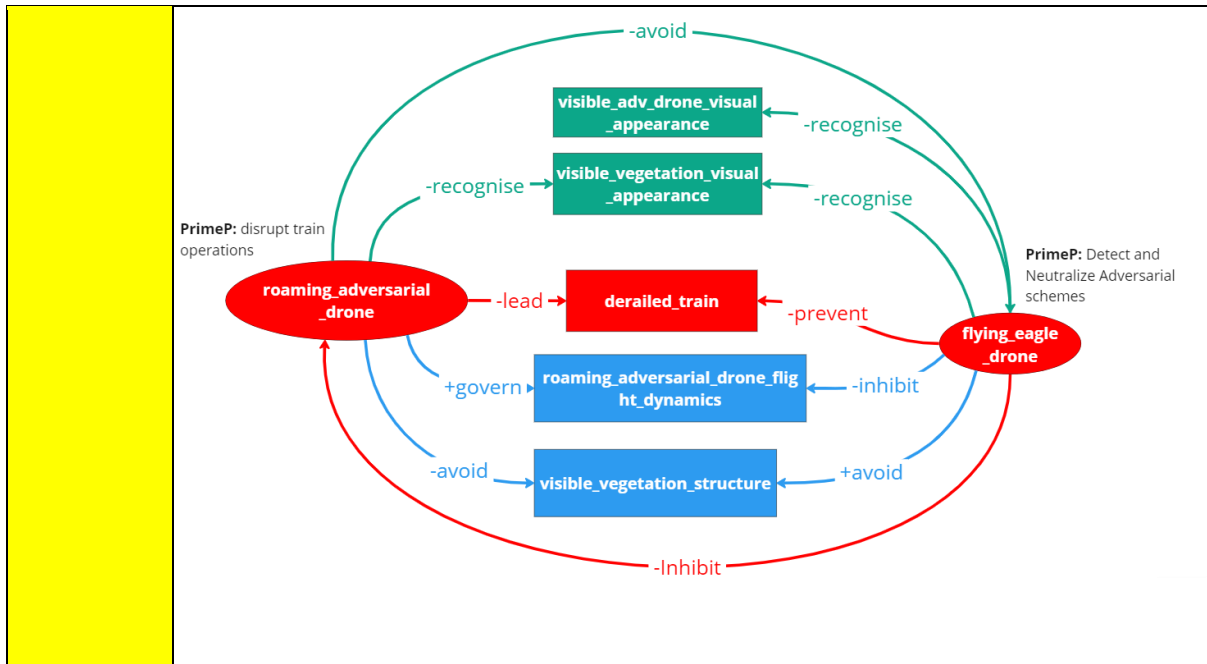 -avoid
visible_adv_drone_visual
_appearance
-recognise
visible_vegetation_visual
_appearance
-recognise
-recognise
PrimeP: disrupt train
operations
PrimeP: Detect and
Neutralize Adversarial
schemes
roaming_adversarial
_drone
-lead
derailed_train
-prevent
flying_eagle
_drone
+govern
roaming_adversarial_drone_flig
ht_dynamics
-inhibit
-avoid
visible_vegetation_structure
+avoid
-Inhibit